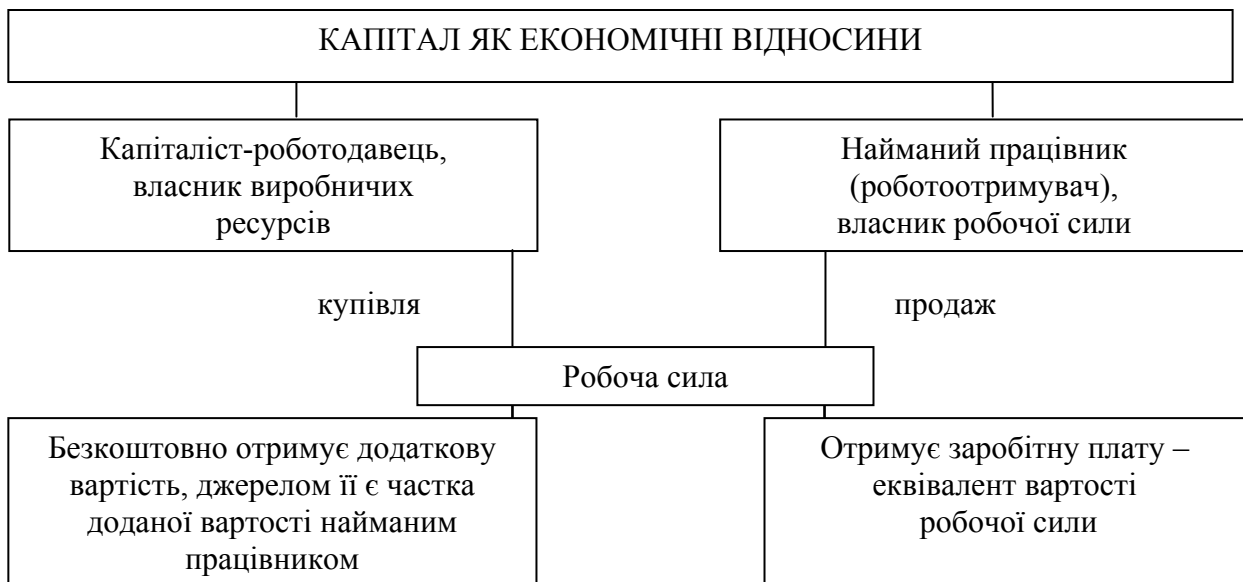 КАПІТАЛ ЯК ЕКОНОМІЧНІ ВІДНОСИНИ
Капіталіст-роботодавець,
власник виробничих
ресурсів
Найманий працівник
(роботоотримувач),
власник робочої сили
купівля
продаж
Робоча сила
Безкоштовно отримує додаткову
вартість, джерелом її є частка
доданої вартості найманим
працівником
Отримує заробітну плату –
еквівалент вартості
робочої сили